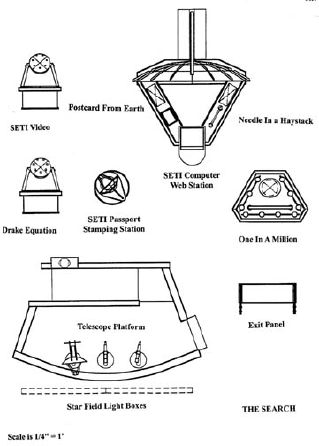 Postcard From Earth
SETI Video
Needle In a Haystack
SETI Computer
Web Station
Drake Equation
SETI Passport
Stamping Station
One In A Million
Telescope Platform
Exit Panel
Star Field Light Boxes
THE SEARCH
Scale is 1/4" = 1'